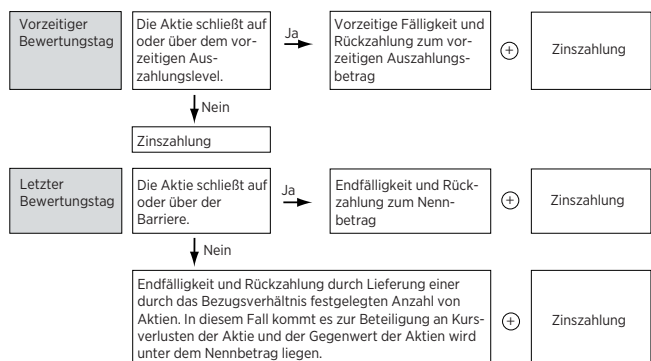 Vorzeitiger
Bewertungstag
Die Aktie schließt auf
oder über dem vor-
zeitigen Aus-
zahlungslevel.
Ja
Vorzeitige Fälligkeit und
Rückzahlung zum vor-
zeitigen Auszahlungs-
betrag
+
Zinszahlung
Nein
Zinszahlung
Letzter
Bewertungstag
Die Aktie schließt auf
oder über der
Barriere.
Ja
Endfälligkeit und Rück-
zahlung zum Nenn-
betrag
+
Zinszahlung
Nein
Endfälligkeit und Rückzahlung durch Lieferung einer
durch das Bezugsverhältnis festgelegten Anzahl von
Aktien. In diesem Fall kommt es zur Beteiligung an Kurs-
verlusten der Aktie und der Gegenwert der Aktien wird
unter dem Nennbetrag liegen.
+
Zinszahlung